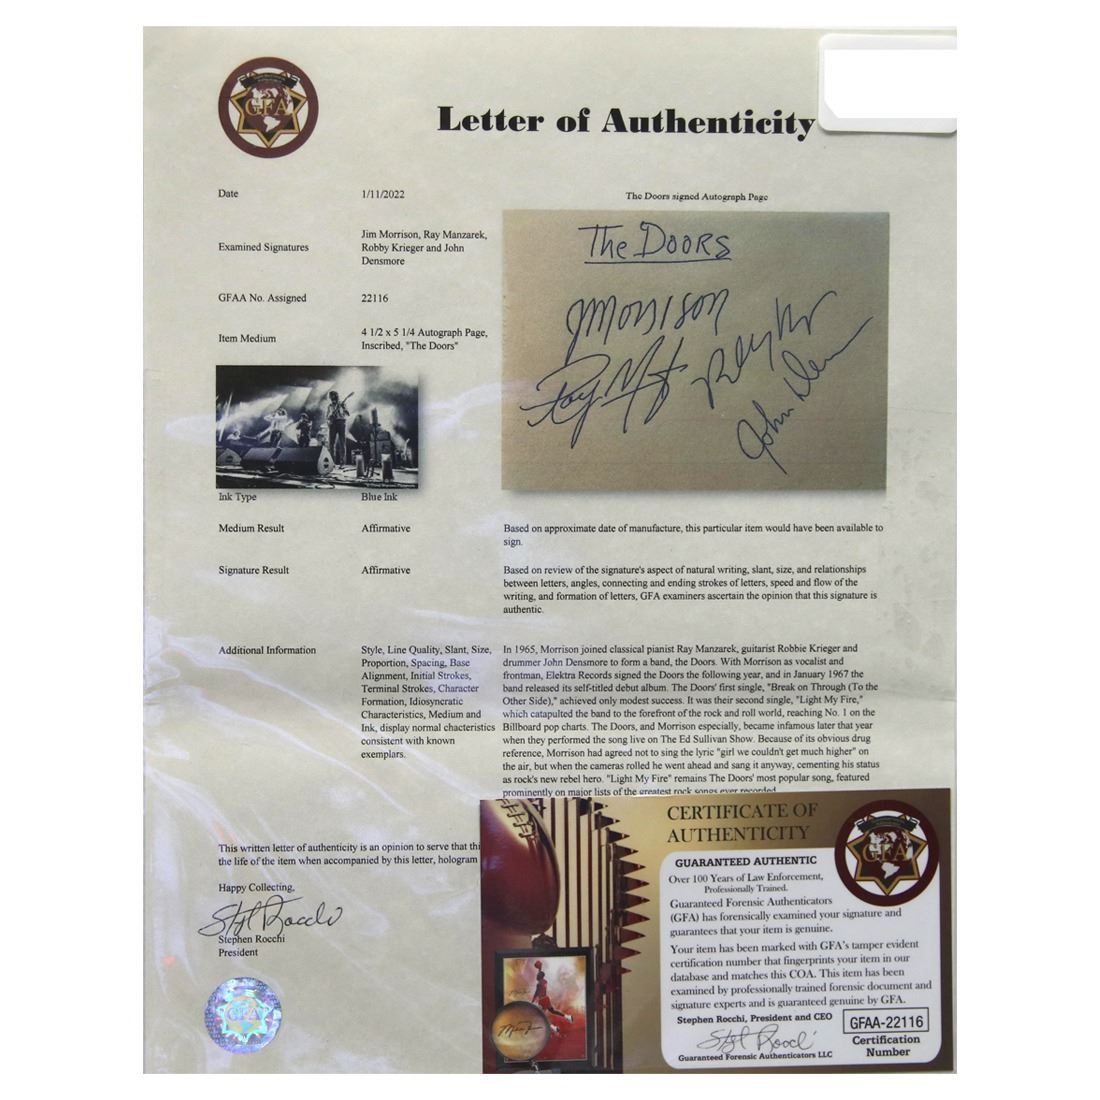 GFA
Letter of Authenticity
Date
1/11/2022
The Doors signed Autograph Page
Examined Signatures
Jim Morrison, Ray Manzarek,
Robby Krieger and John
Densmore
GFAA No. Assigned
22116
Item Medium
4 1/2 x 5 1/4 Autograph Page,
Inscribed, "The Doors"
The DOORS
JMorrison
Ray M
Robby K
John Dens
Ink Type
Blue Ink
Medium Result
Affirmative
Based on approximate date of manufacture, this particular item would have been available to
sign.
Signature Result
Affirmative
Based on review of the signature's aspect of natural writing, slant, size, and relationships
between letters, angles, connecting and ending strokes of letters, speed and flow of the
writing, and formation of letters, GFA examiners ascertain the opinion that this signature is
authentic.
Additional Information
Style, Line Quality, Slant, Size,
Proportion, Spacing, Base
Alignment, Initial Strokes,
Terminal Strokes, Character
Formation, Idiosyncratic
Characteristics, Medium and
Ink, display normal chacteristics
consistent with known
exemplars.
In 1965, Morrison joined classical pianist Ray Manzarek, guitarist Robbie Krieger and
drummer John Densmore to form a band, the Doors. With Morrison as vocalist and
frontman, Elektra Records signed the Doors the following year, and in January 1967 the
band released its self-titled debut album. The Doors' first single, "Break on Through (To the
Other Side)," achieved only modest success. It was their second single, "Light My Fire,"
which catapulted the band to the forefront of the rock and roll world, reaching No. 1 on the
Billboard pop charts. The Doors, and Morrison especially, became infamous later that year
when they performed the song live on The Ed Sullivan Show. Because of its obvious drug
reference, Morrison had agreed not to sing the lyric "girl we couldn't get much higher" on
the air, but when the cameras rolled he went ahead and sang it anyway, cementing his status
as rock's new rebel hero. "Light My Fire" remains The Doors' most popular song, featured
prominently on major lists of the greatest rock songs ever recorded.
This written letter of authenticity is an opinion to serve that thi
the life of the item when accompanied by this letter, hologram
Happy Collecting,
Stephen Rocchi
President
GFA
CERTIFICATE OF
AUTHENTICITY
GFA
GUARANTEED AUTHENTIC
Over 100 Years of Law Enforcement,
Professionally Trained.
Guaranteed Forensic Authenticators
(GFA) has forensically examined your signature and
guarantees that your item is genuine.
Your item has been marked with GFA's tamper evident
certification number that fingerprints your item in our
database and matches this COA. This item has been
examined by professionally trained forensic document and
signature experts and is guaranteed genuine by GFA.
Stephen Rocchi, President and CEO
Guaranteed Forensic Authenticators LLC
GFAA-22116
Certification
Number